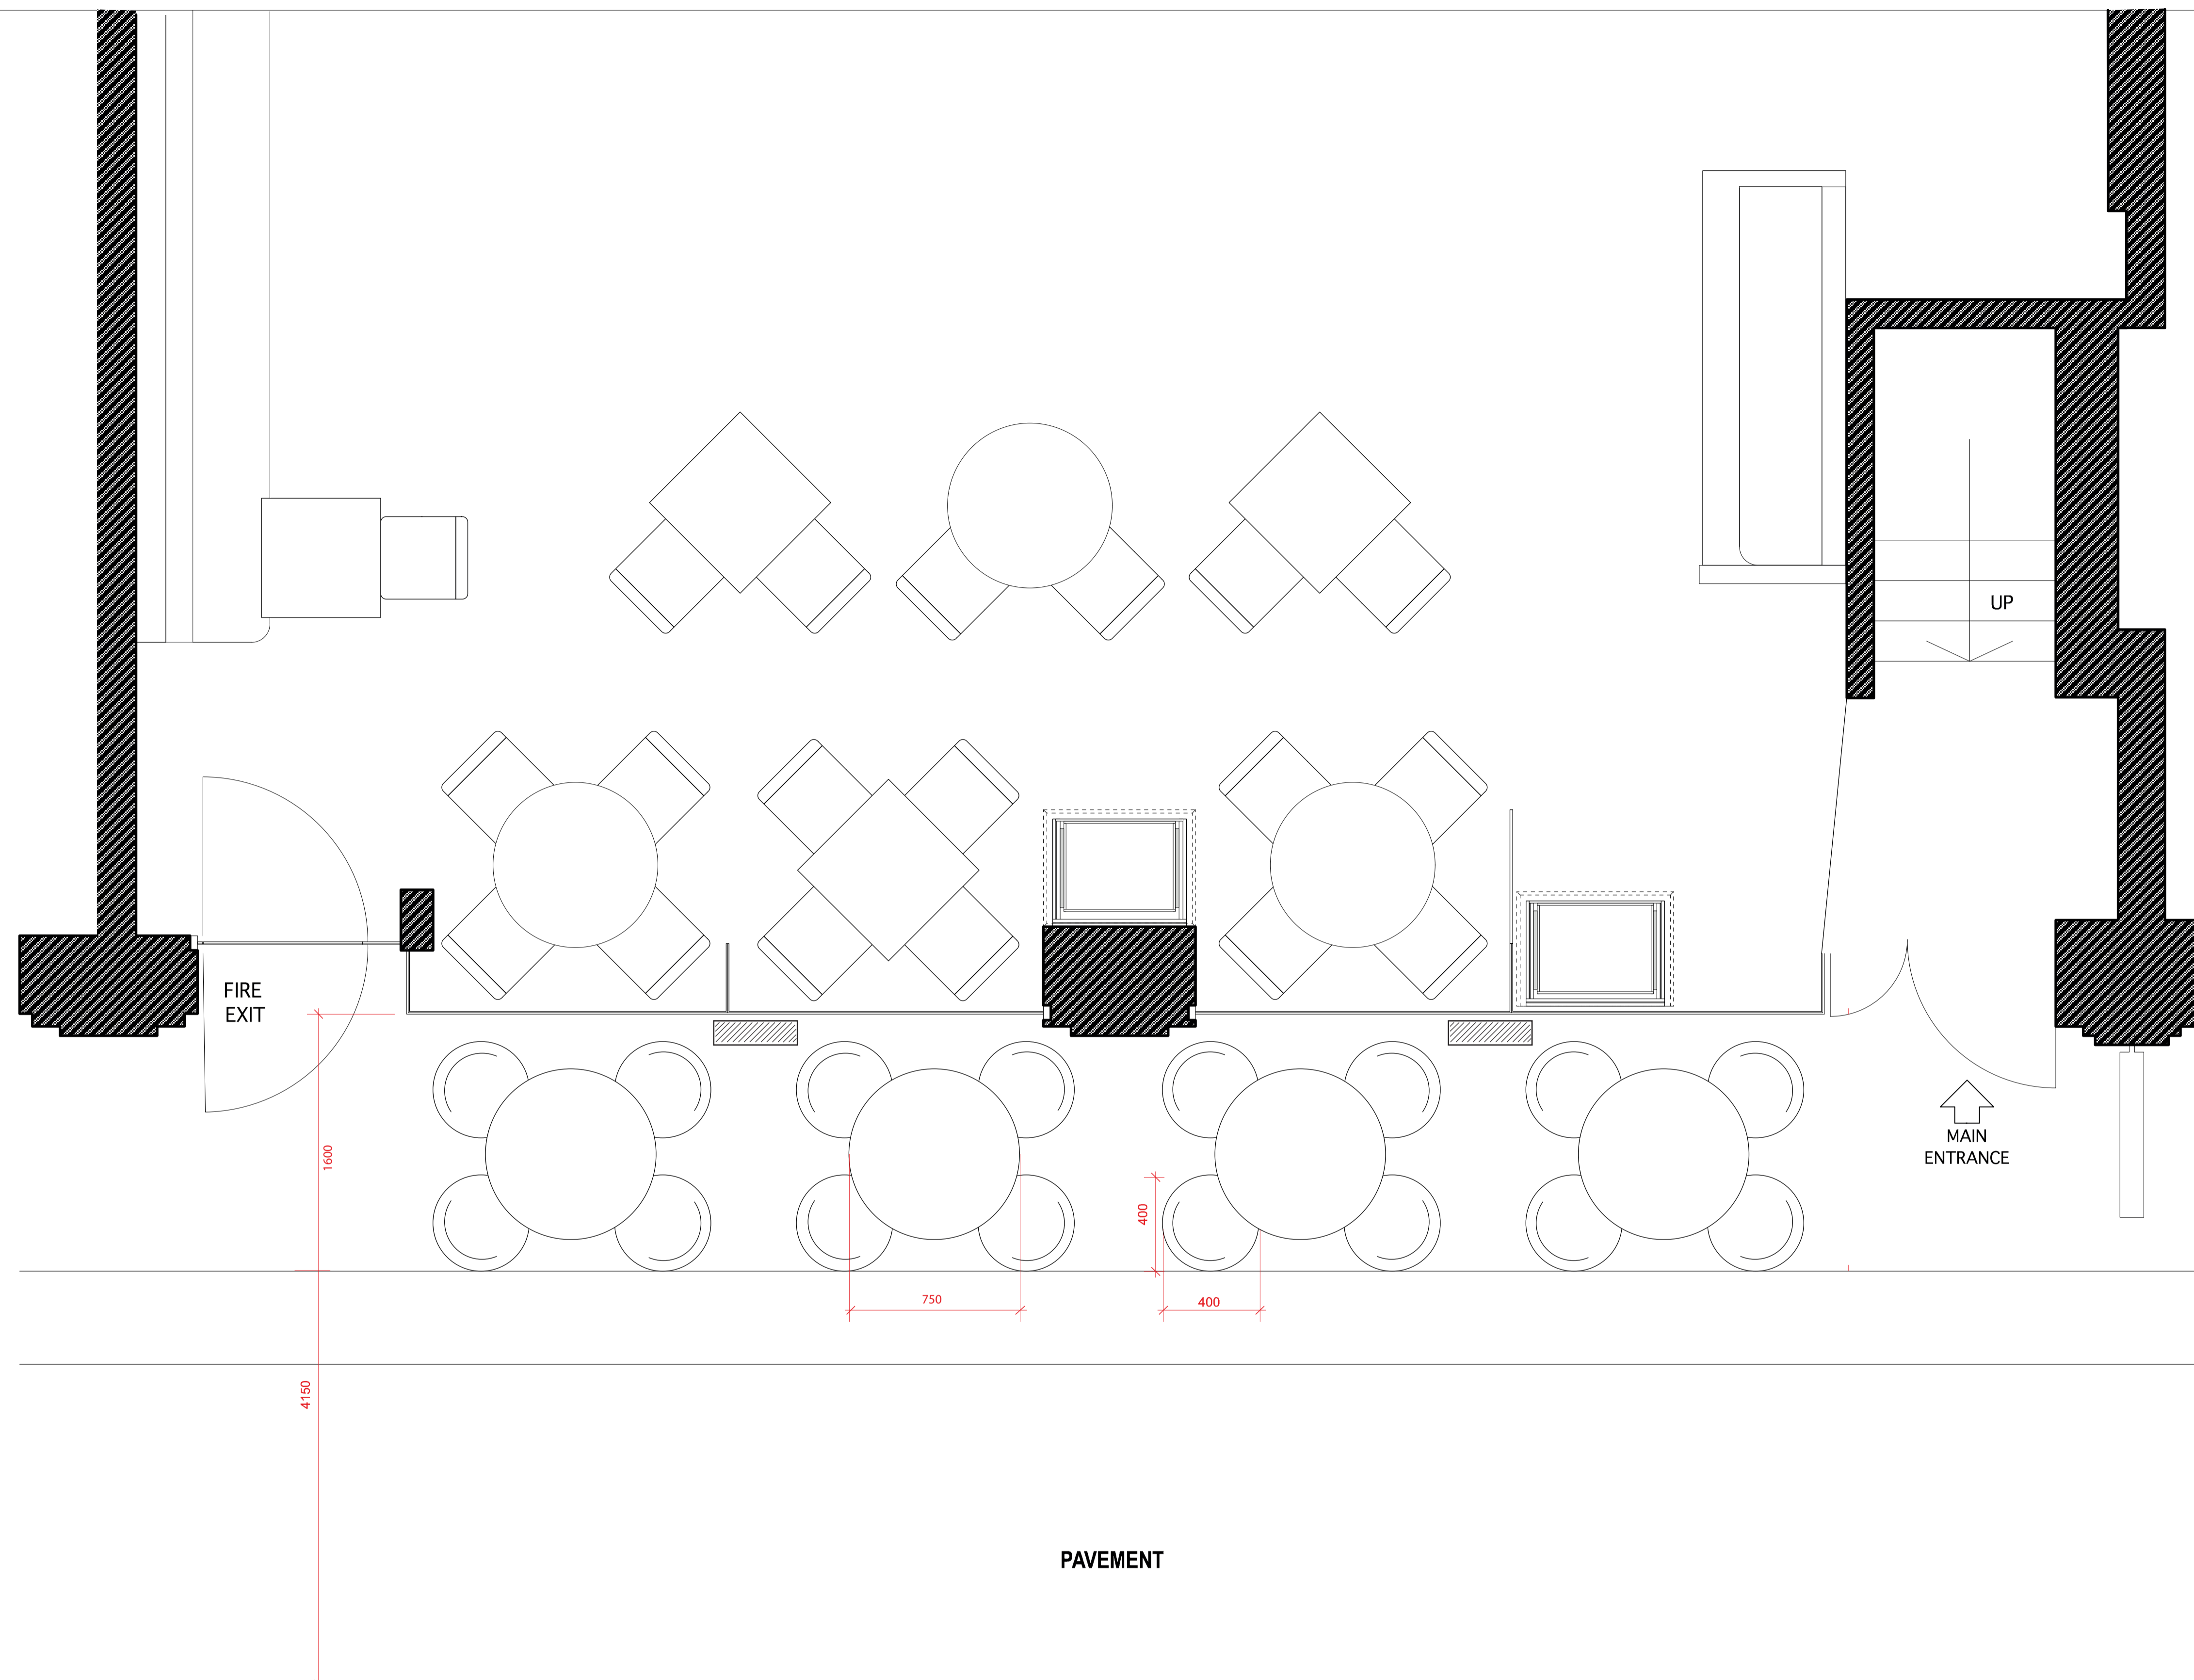 UP
FIRE
EXIT
MAIN
ENTRANCE
1600
400
750
400
4150
PAVEMENT